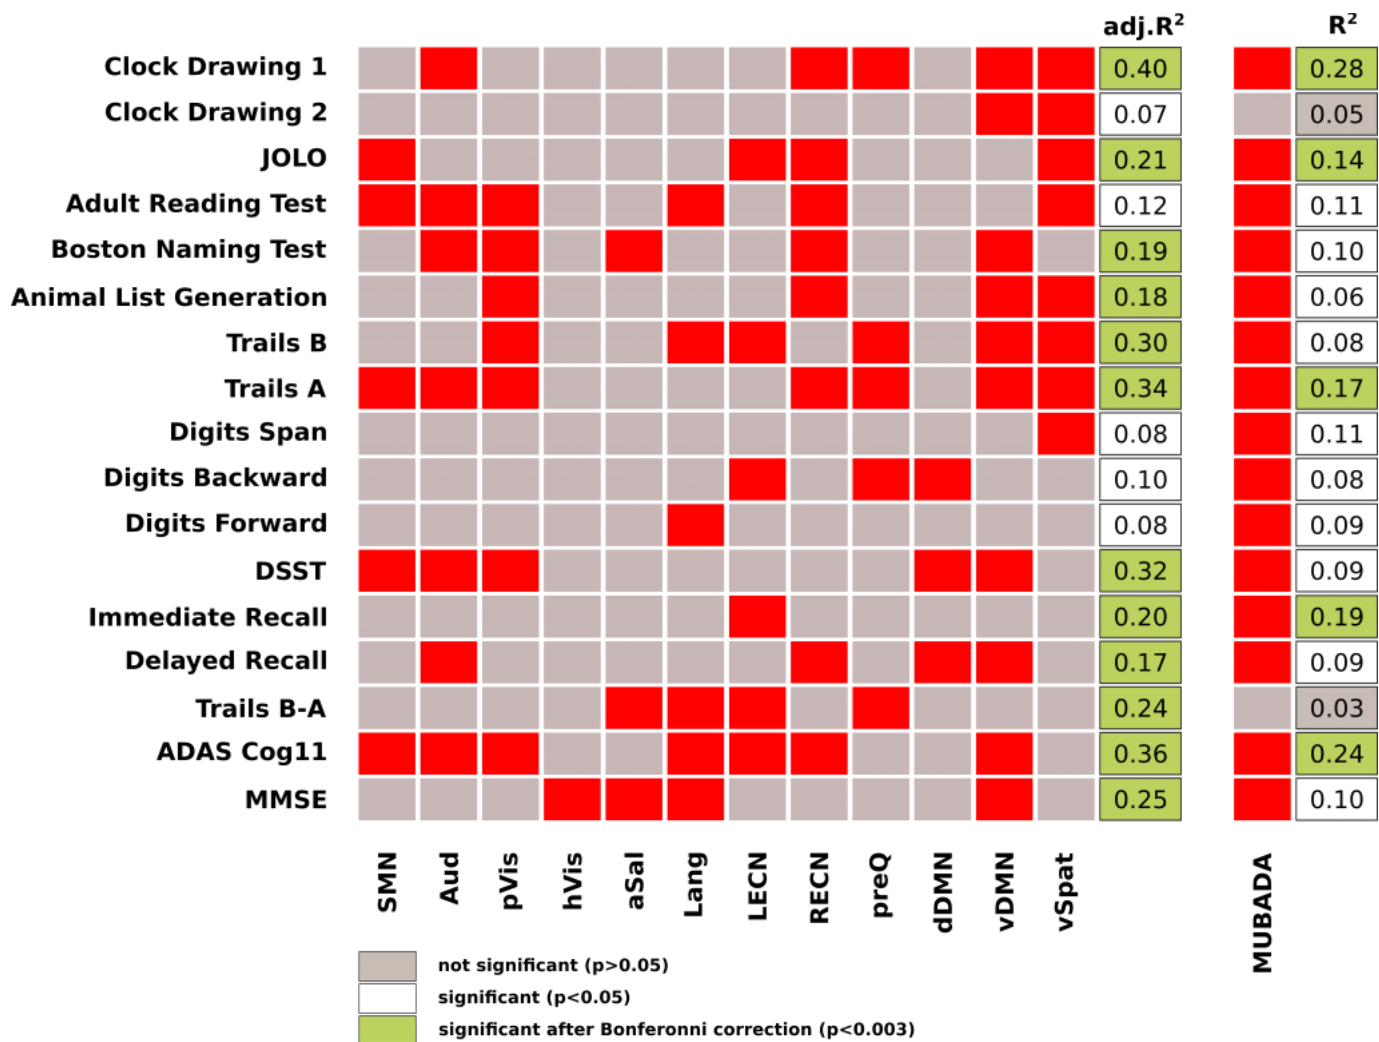 adj.R² R²
Clock Drawing 1 0.40 0.28
Clock Drawing 2 0.07 0.05
JOLO 0.21 0.14
Adult Reading Test 0.12 0.11
Boston Naming Test 0.19 0.10
Animal List Generation 0.18 0.06
Trails B 0.30 0.08
Trails A 0.34 0.17
Digits Span 0.08 0.11
Digits Backward 0.10 0.08
Digits Forward 0.08 0.09
DSST 0.32 0.09
Immediate Recall 0.20 0.19
Delayed Recall 0.17 0.09
Trails B-A 0.24 0.03
ADAS Cog11 0.36 0.24
MMSE 0.25 0.10
SMN Aud pVis hVis aSal Lang LECN RECN preQ dDMN vDMN vSpat MUBADA
not significant (p>0.05)
significant (p<0.05)
significant after Bonferonni correction (p<0.003)